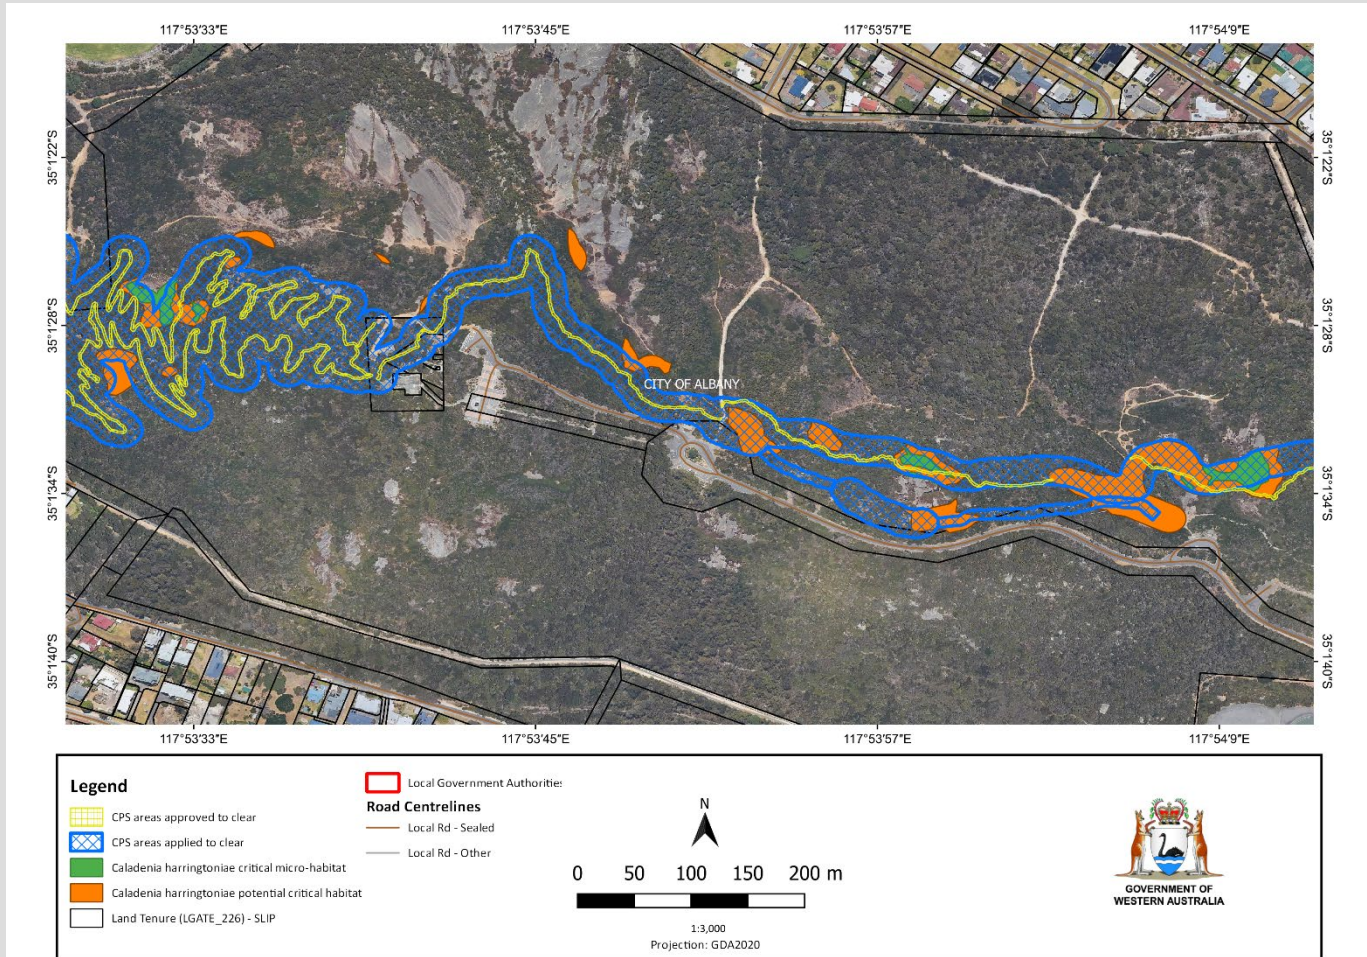 117°53'33"E
117°53'45"E
117°53'57"E
117°54'9"E
35°1'22"S
35°1'22"S
35°1'28"S
35°1'28"S
CITY OF ALBANY
35°1'34"S
35°1'34"S
35°1'40"S
35°1'40"S
117°53'33"E
117°53'45"E
117°53'57"E
117°54'9"E
Legend
CPS areas approved to clear
CPS areas applied to clear
Caladenia harringtoniae critical micro-habitat
Caladenia harringtoniae potential critical habitat
Land Tenure (LGATE_226) - SLIP
Local Government Authorities
Road Centrelines
Local Rd - Sealed
Local Rd - Other
N
0 50 100 150 200 m
1:3,000
Projection: GDA2020
GOVERNMENT OF
WESTERN AUSTRALIA